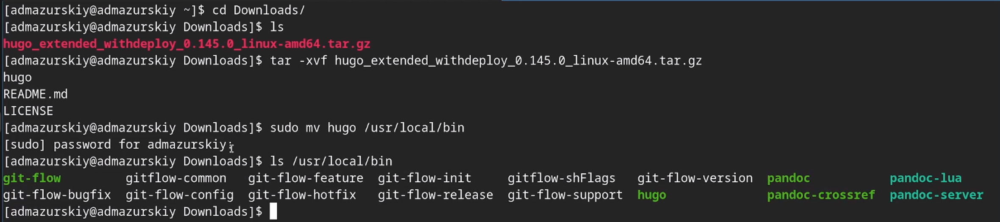 [admazurskiy@admazurskiy ~]$ cd Downloads/
[admazurskiy@admazurskiy Downloads]$ ls
hugo_extended_withdeploy_0.145.0_linux-amd64.tar.gz
[admazurskiy@admazurskiy Downloads]$ tar -xvf hugo_extended_withdeploy_0.145.0_linux-amd64.tar.gz
hugo
README.md
LICENSE
[admazurskiy@admazurskiy Downloads]$ sudo mv hugo /usr/local/bin
[sudo] password for admazurskiy:
[admazurskiy@admazurskiy Downloads]$ ls /usr/local/bin
git-flow gitflow-common git-flow-feature git-flow-init gitflow-shFlags git-flow-version pandoc pandoc-lua
git-flow-bugfix git-flow-config git-flow-hotfix git-flow-release git-flow-support hugo pandoc-crossref pandoc-server
[admazurskiy@admazurskiy Downloads]$